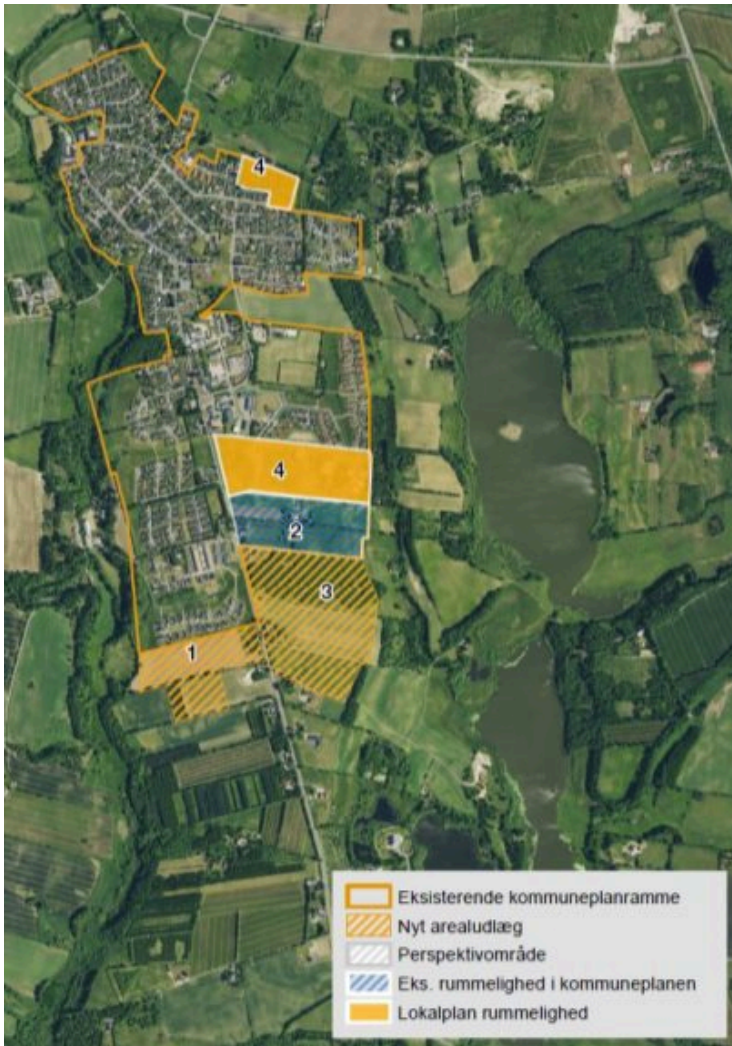 4
4
2
3
1
Eksisterende kommuneplanramme
Nyt arealudlæg
Perspektivområde
Eks. rummelighed i kommuneplanen
Lokalplan rummelighed